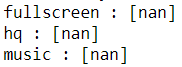 fullscreen : [nan]
hq : [nan]
music : [nan]